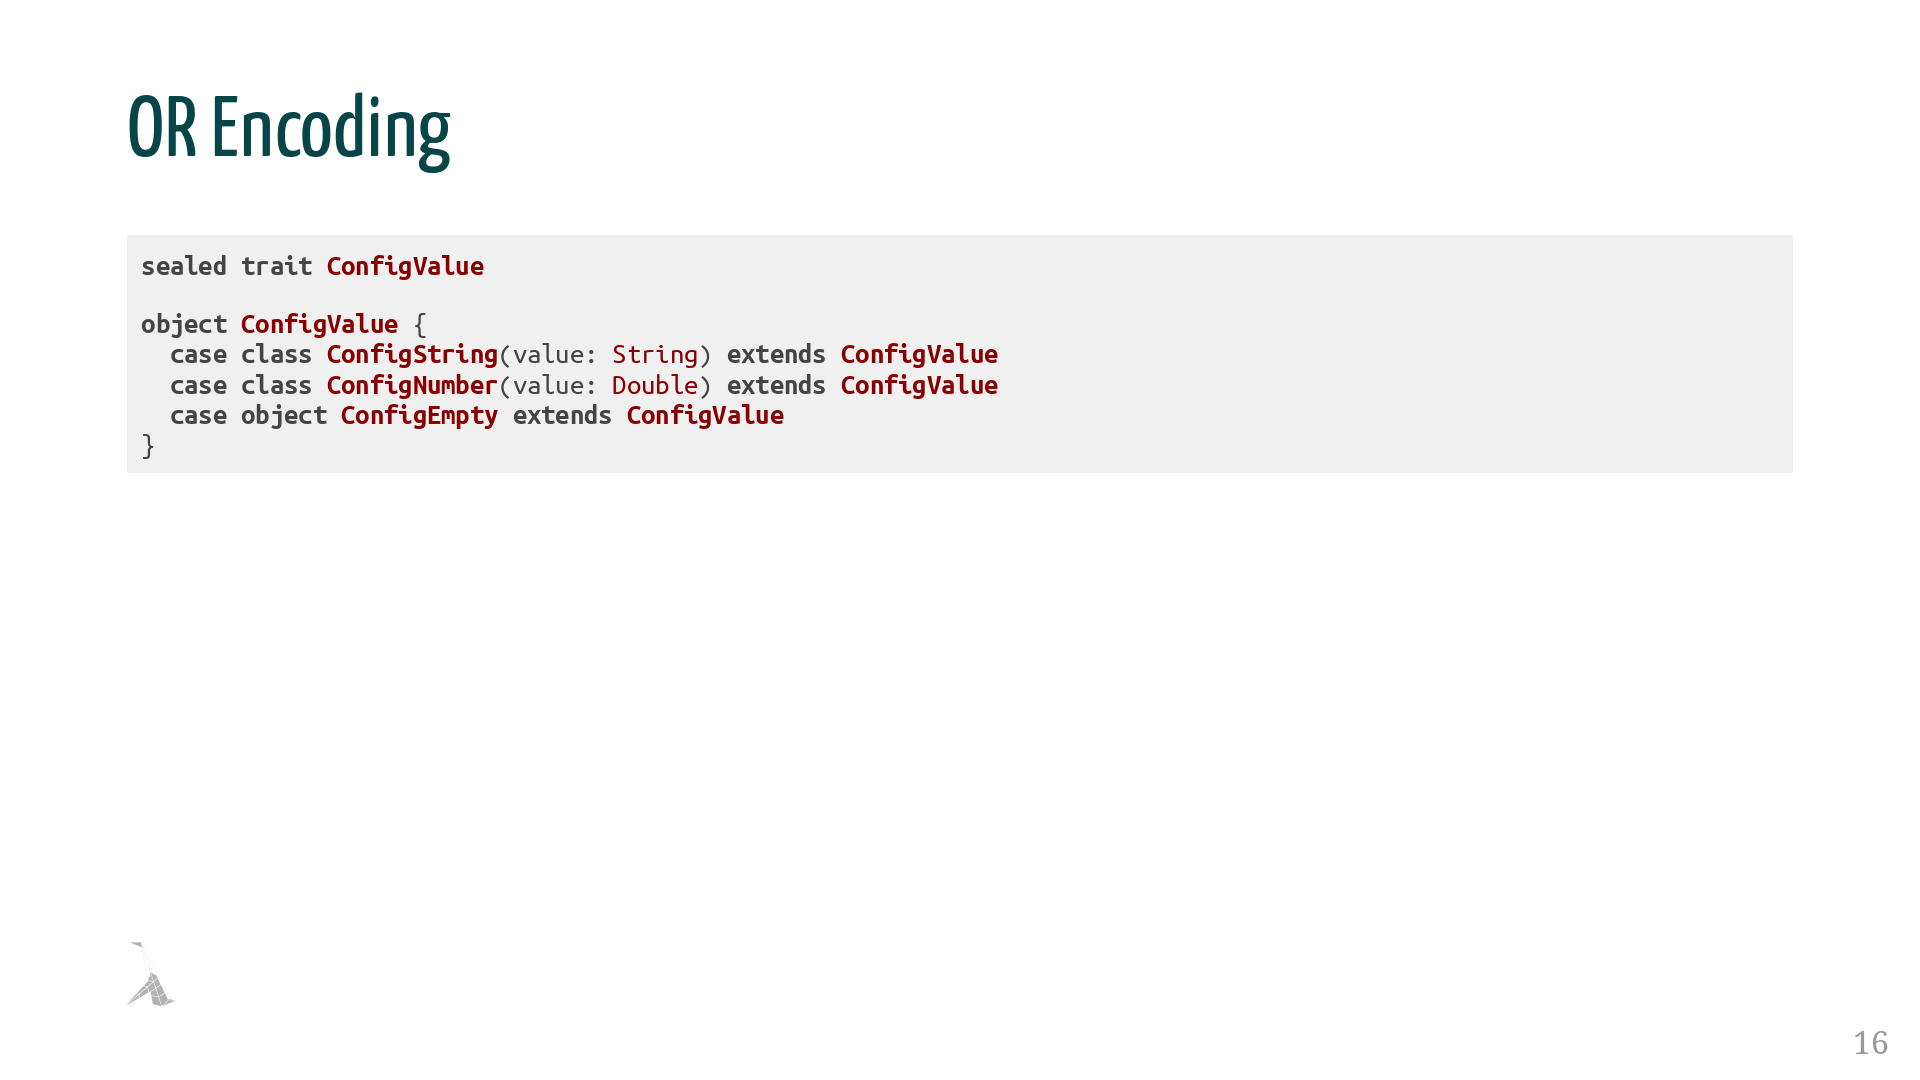 OR Encoding
sealed trait ConfigValue
object ConfigValue {
  case class ConfigString(value: String) extends ConfigValue
  case class ConfigNumber(value: Double) extends ConfigValue
  case object ConfigEmpty extends ConfigValue
}
16